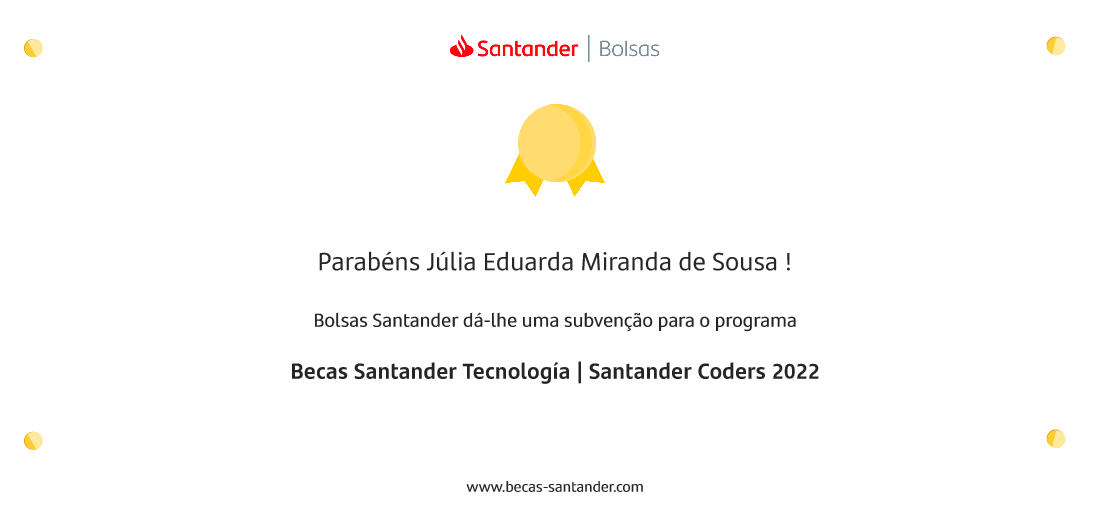 Santander | Bolsas
Parabéns Júlia Eduarda Miranda de Sousa !
Bolsas Santander dá-lhe uma subvenção para o programa
Becas Santander Tecnología | Santander Coders 2022
www.becas-santander.com